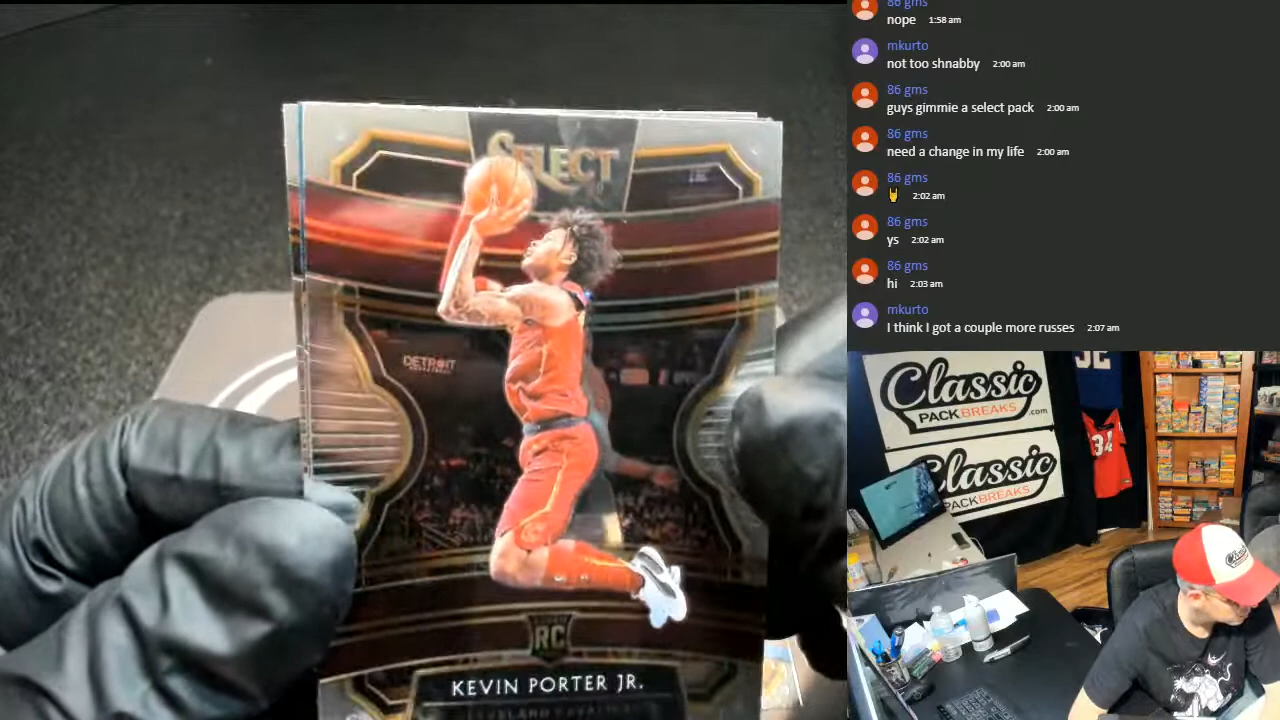 SELECT
DETROIT
RC
KEVIN PORTER JR.
86 gms
nope 1:58 am
mkurto
not too shnabby 2:00 am
86 gms
guys gimmie a select pack 2:00 am
86 gms
need a change in my life 2:00 am
86 gms
🤘 2:02 am
86 gms
ys 2:02 am
86 gms
hi 2:03 am
mkurto
I think I got a couple more russes 2:07 am
Classic
PACKBREAKS.com
Classic
PACKBREAKS
34